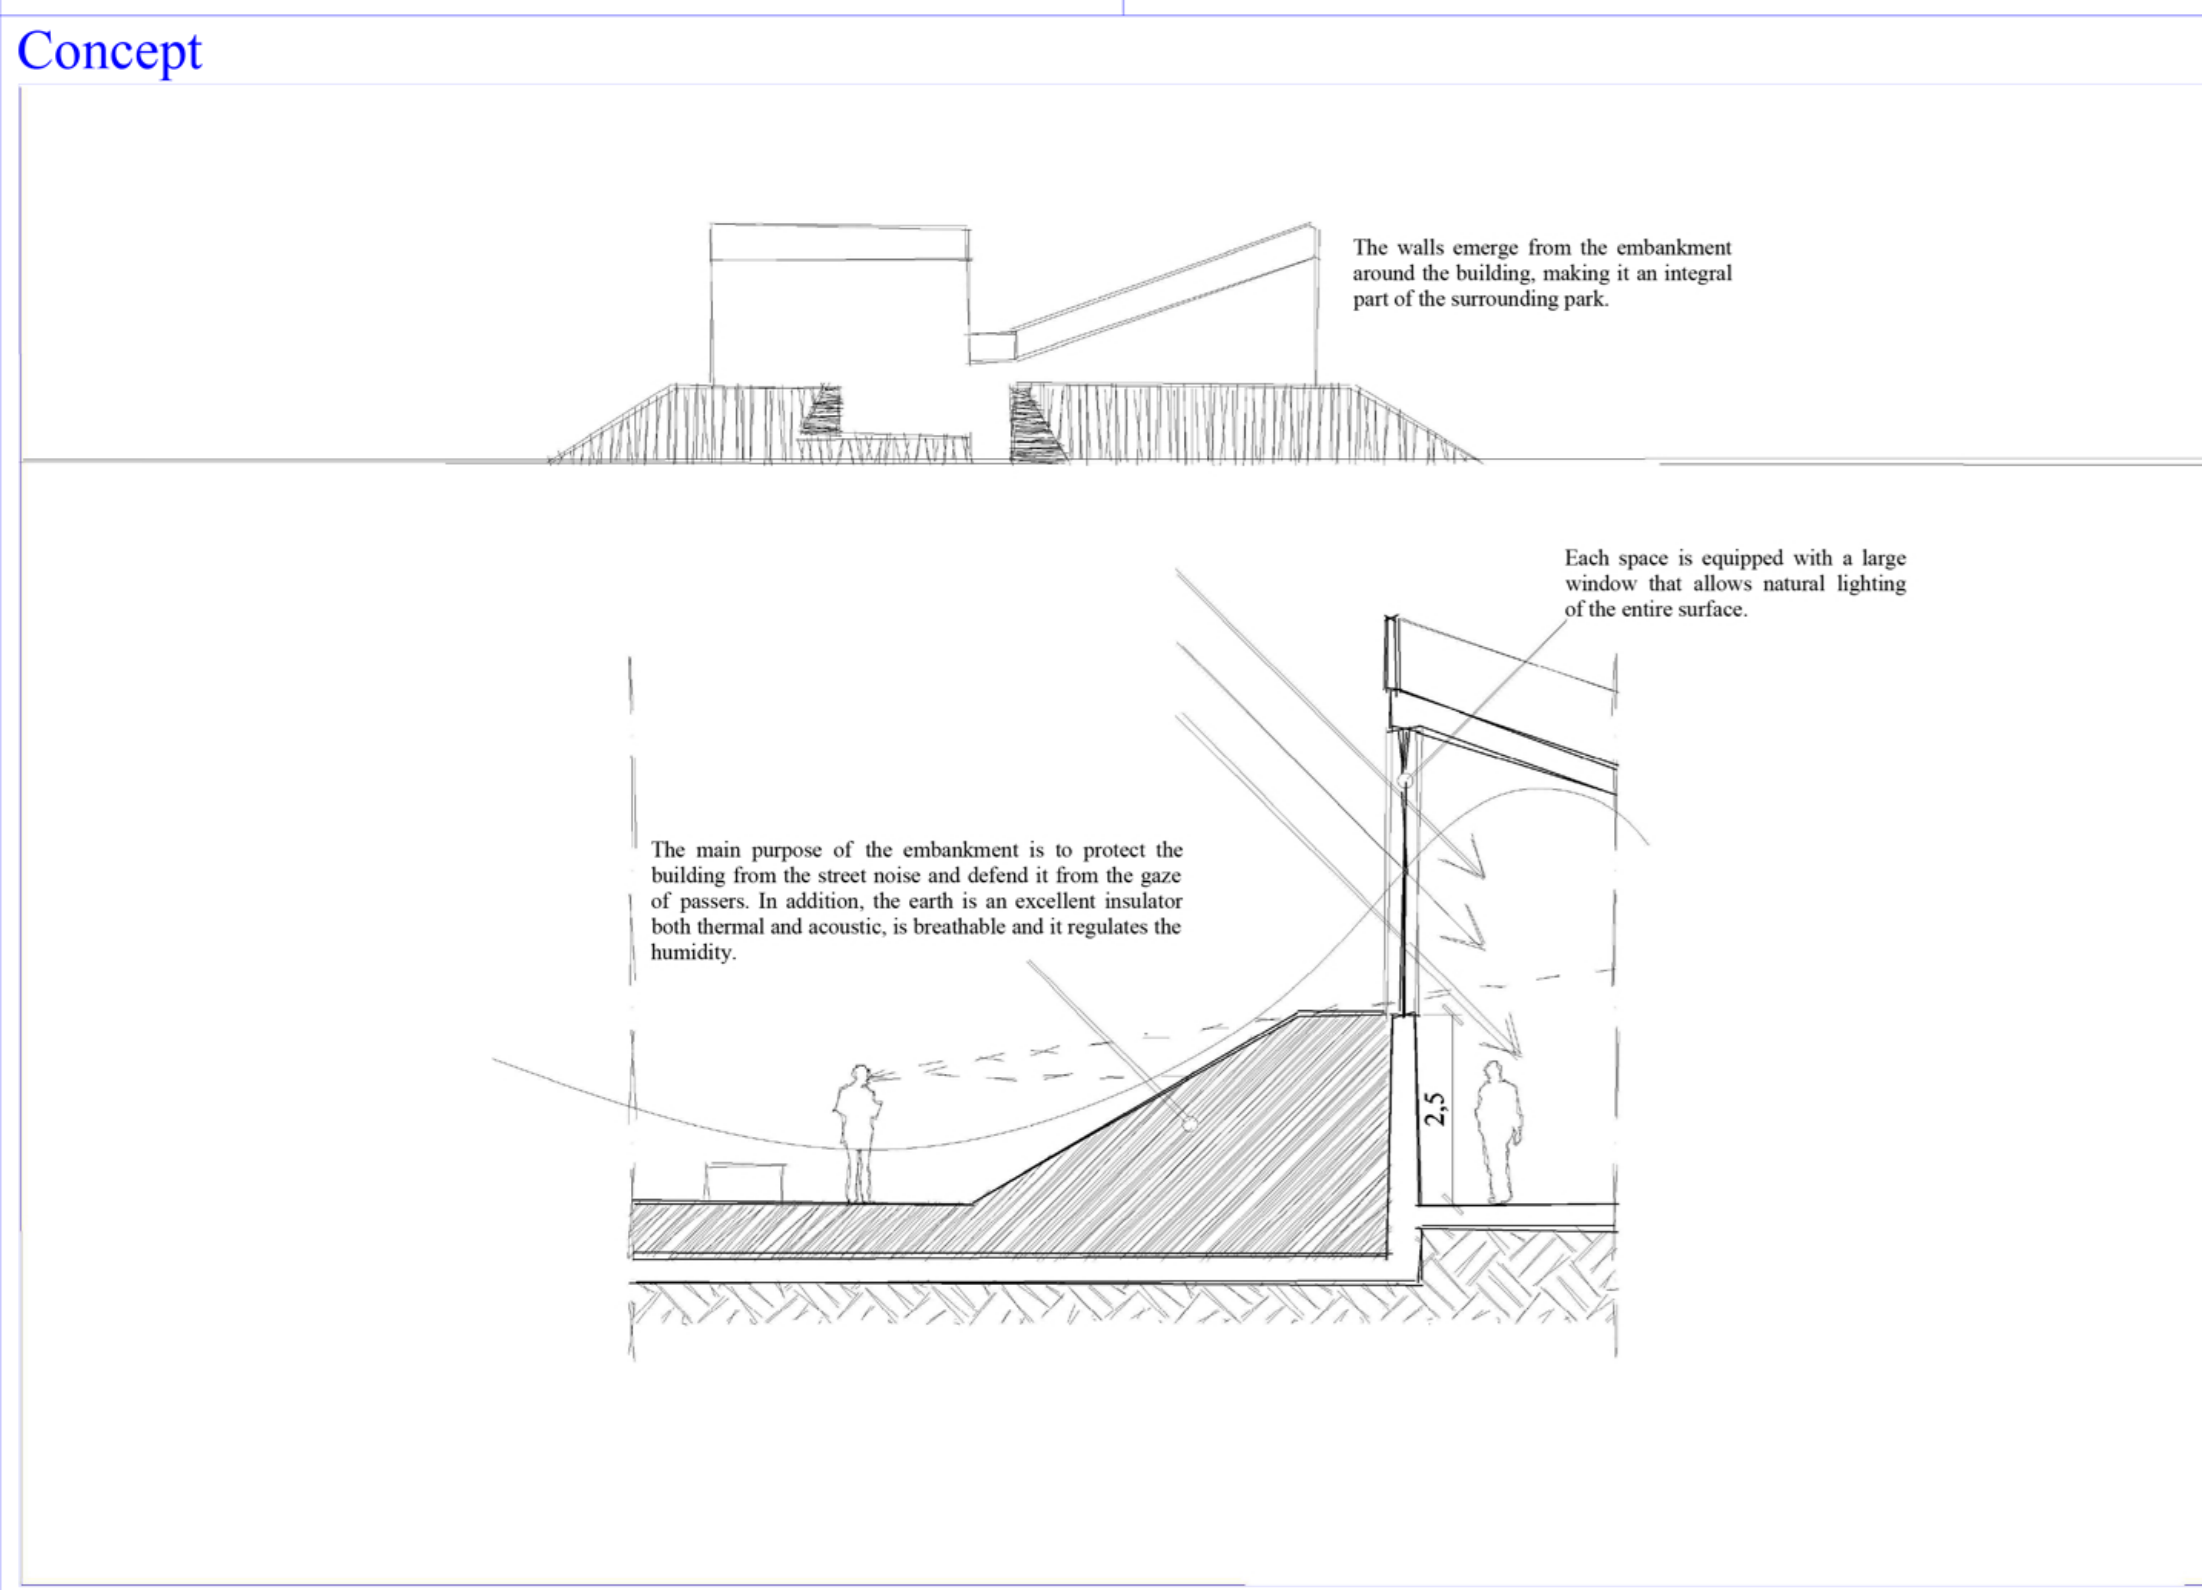 Concept
The walls emerge from the embankment
around the building, making it an integral
part of the surrounding park.
Each space is equipped with a large
window that allows natural lighting
of the entire surface.
The main purpose of the embankment is to protect the
building from the street noise and defend it from the gaze
of passers. In addition, the earth is an excellent insulator
both thermal and acoustic, is breathable and it regulates the
humidity.
2,5